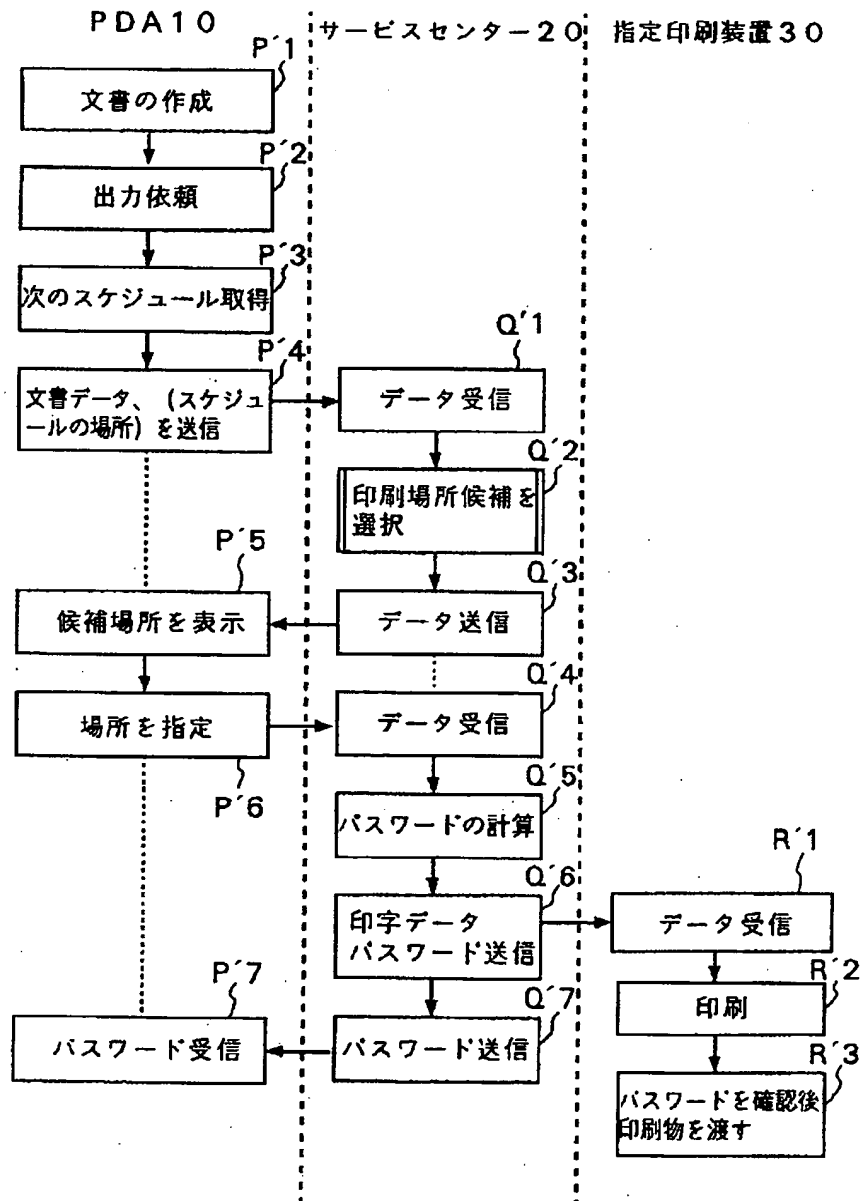 PDA10
サービスセンター20
指定印刷装置30
P´1
文書の作成
P´2
出力依頼
P´3
次のスケジュール取得
P´4
文書データ、(スケジュ
ールの場所)を送信
Q´1
データ受信
Q´2
印刷場所候補を
選択
P´5
候補場所を表示
Q´3
データ送信
場所を指定
P´6
Q´4
データ受信
Q´5
パスワードの計算
Q´6
印字データ
パスワード送信
R´1
データ受信
R´2
印刷
P´7
パスワード受信
Q´7
パスワード送信
R´3
パスワードを確認後
印刷物を渡す